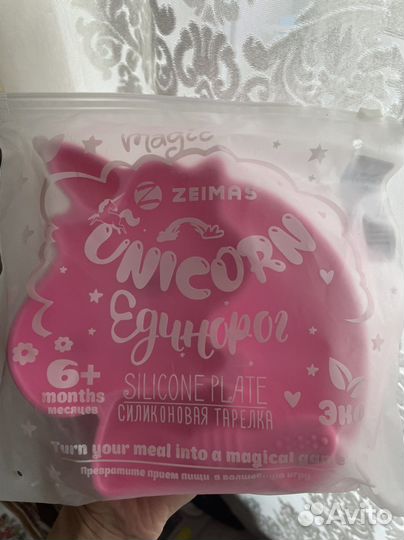 magic
ZEIMAS
UNICORN
Единорог
6+
months
месяцев
SILICONE PLATE
СИЛИКОНОВАЯ ТАРЕЛКА
ЭКО
Turn your meal into a magical game
Превратите прием пищи в волшебную игру
Avito